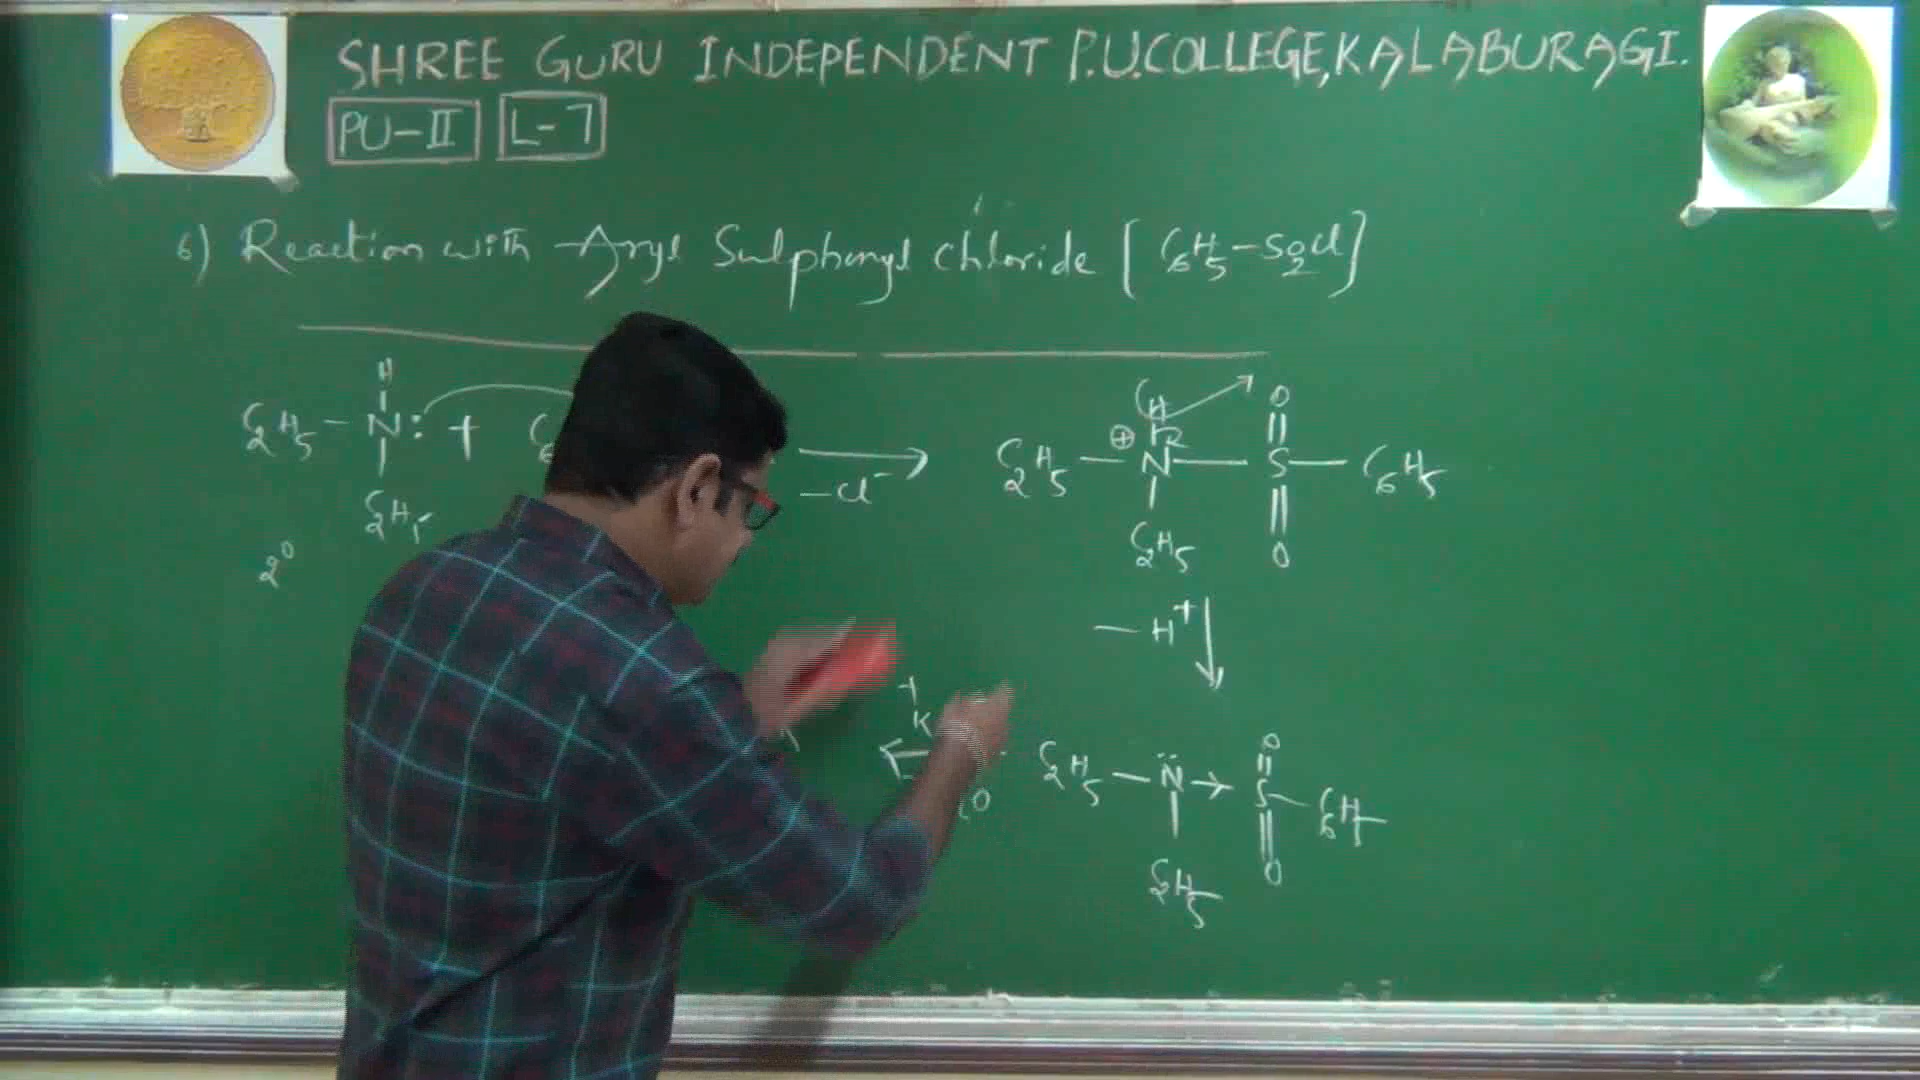 SHREE GURU INDEPENDENT P.U.COLLEGE, KALABURAGI.
PU-II L-7
6) Reaction with Aryl Sulphonyl Chloride [C6H5-SO2Cl]
H O
C2H5 - N: + C ⊕ C2H5 - N - S - C6H5
- Cl⁻
C2H5 C2H5 O
2°
- H+
+
K O
C2H5 - N̈ → S - C6H5
O
C2H5 O